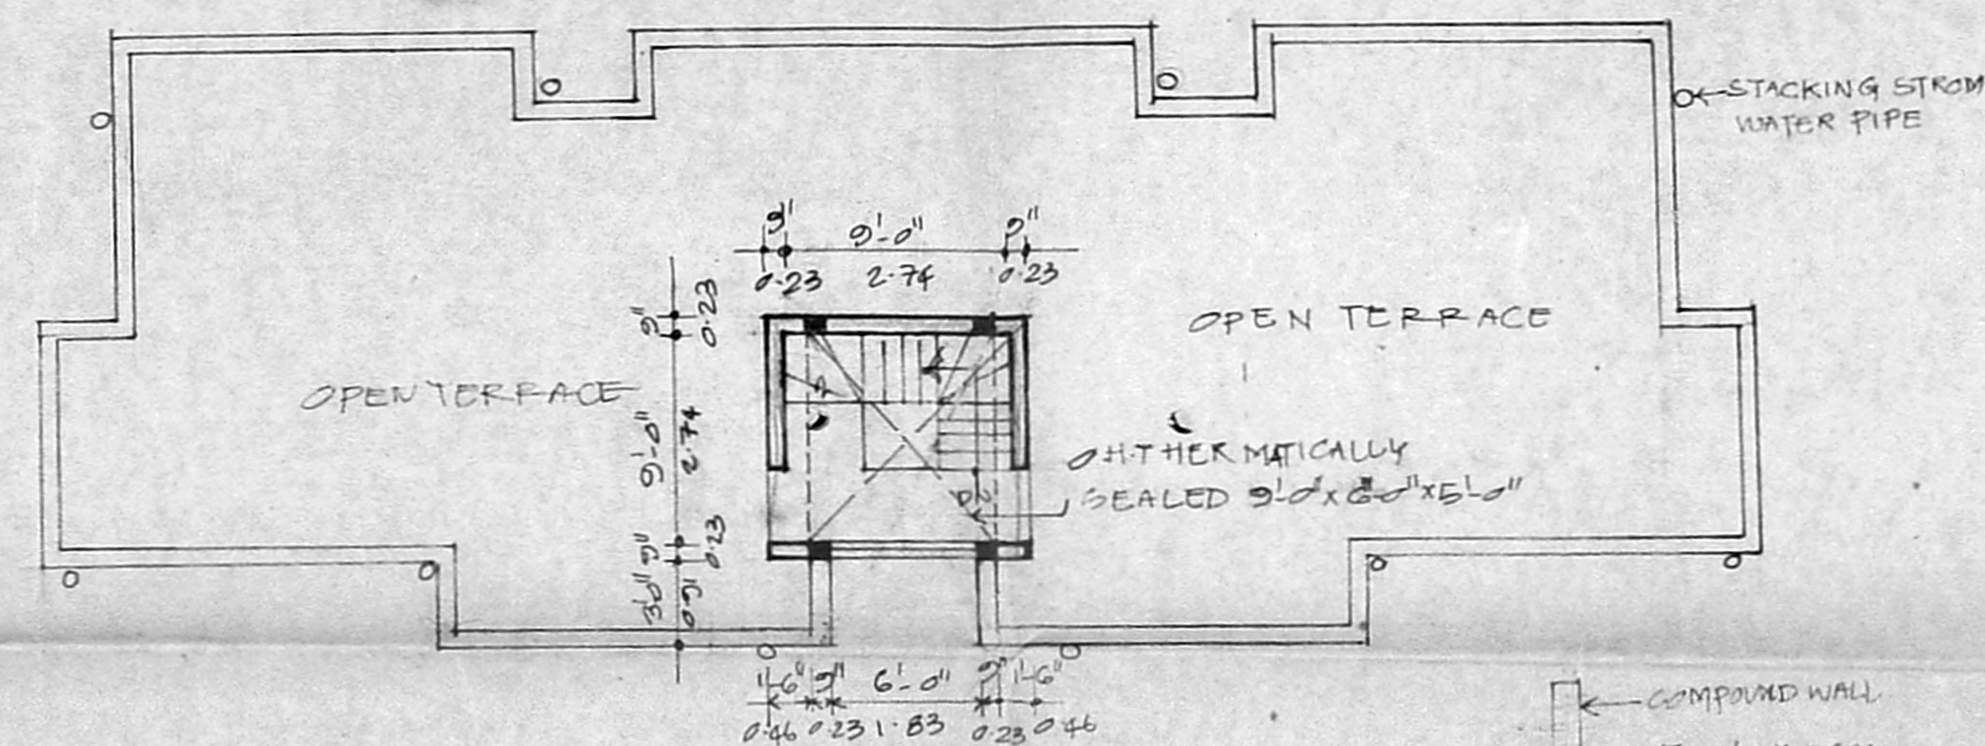 STACKING STROM
WATER PIPE
9" 9'-0" 9"
0.23 2.74 0.23
9" 0.23
OPEN TERRACE
OPEN TERRACE
9'-0" 2.74
O.H.T HERMATICALLY
SEALED 9'-0"x6'-0"x5'-0"
9" 0.23
3'0" 0.91
1'-6" 9" 6'-0" 9" 1'-6"
0.46 0.23 1.83 0.23 0.46
COMPOUND WALL